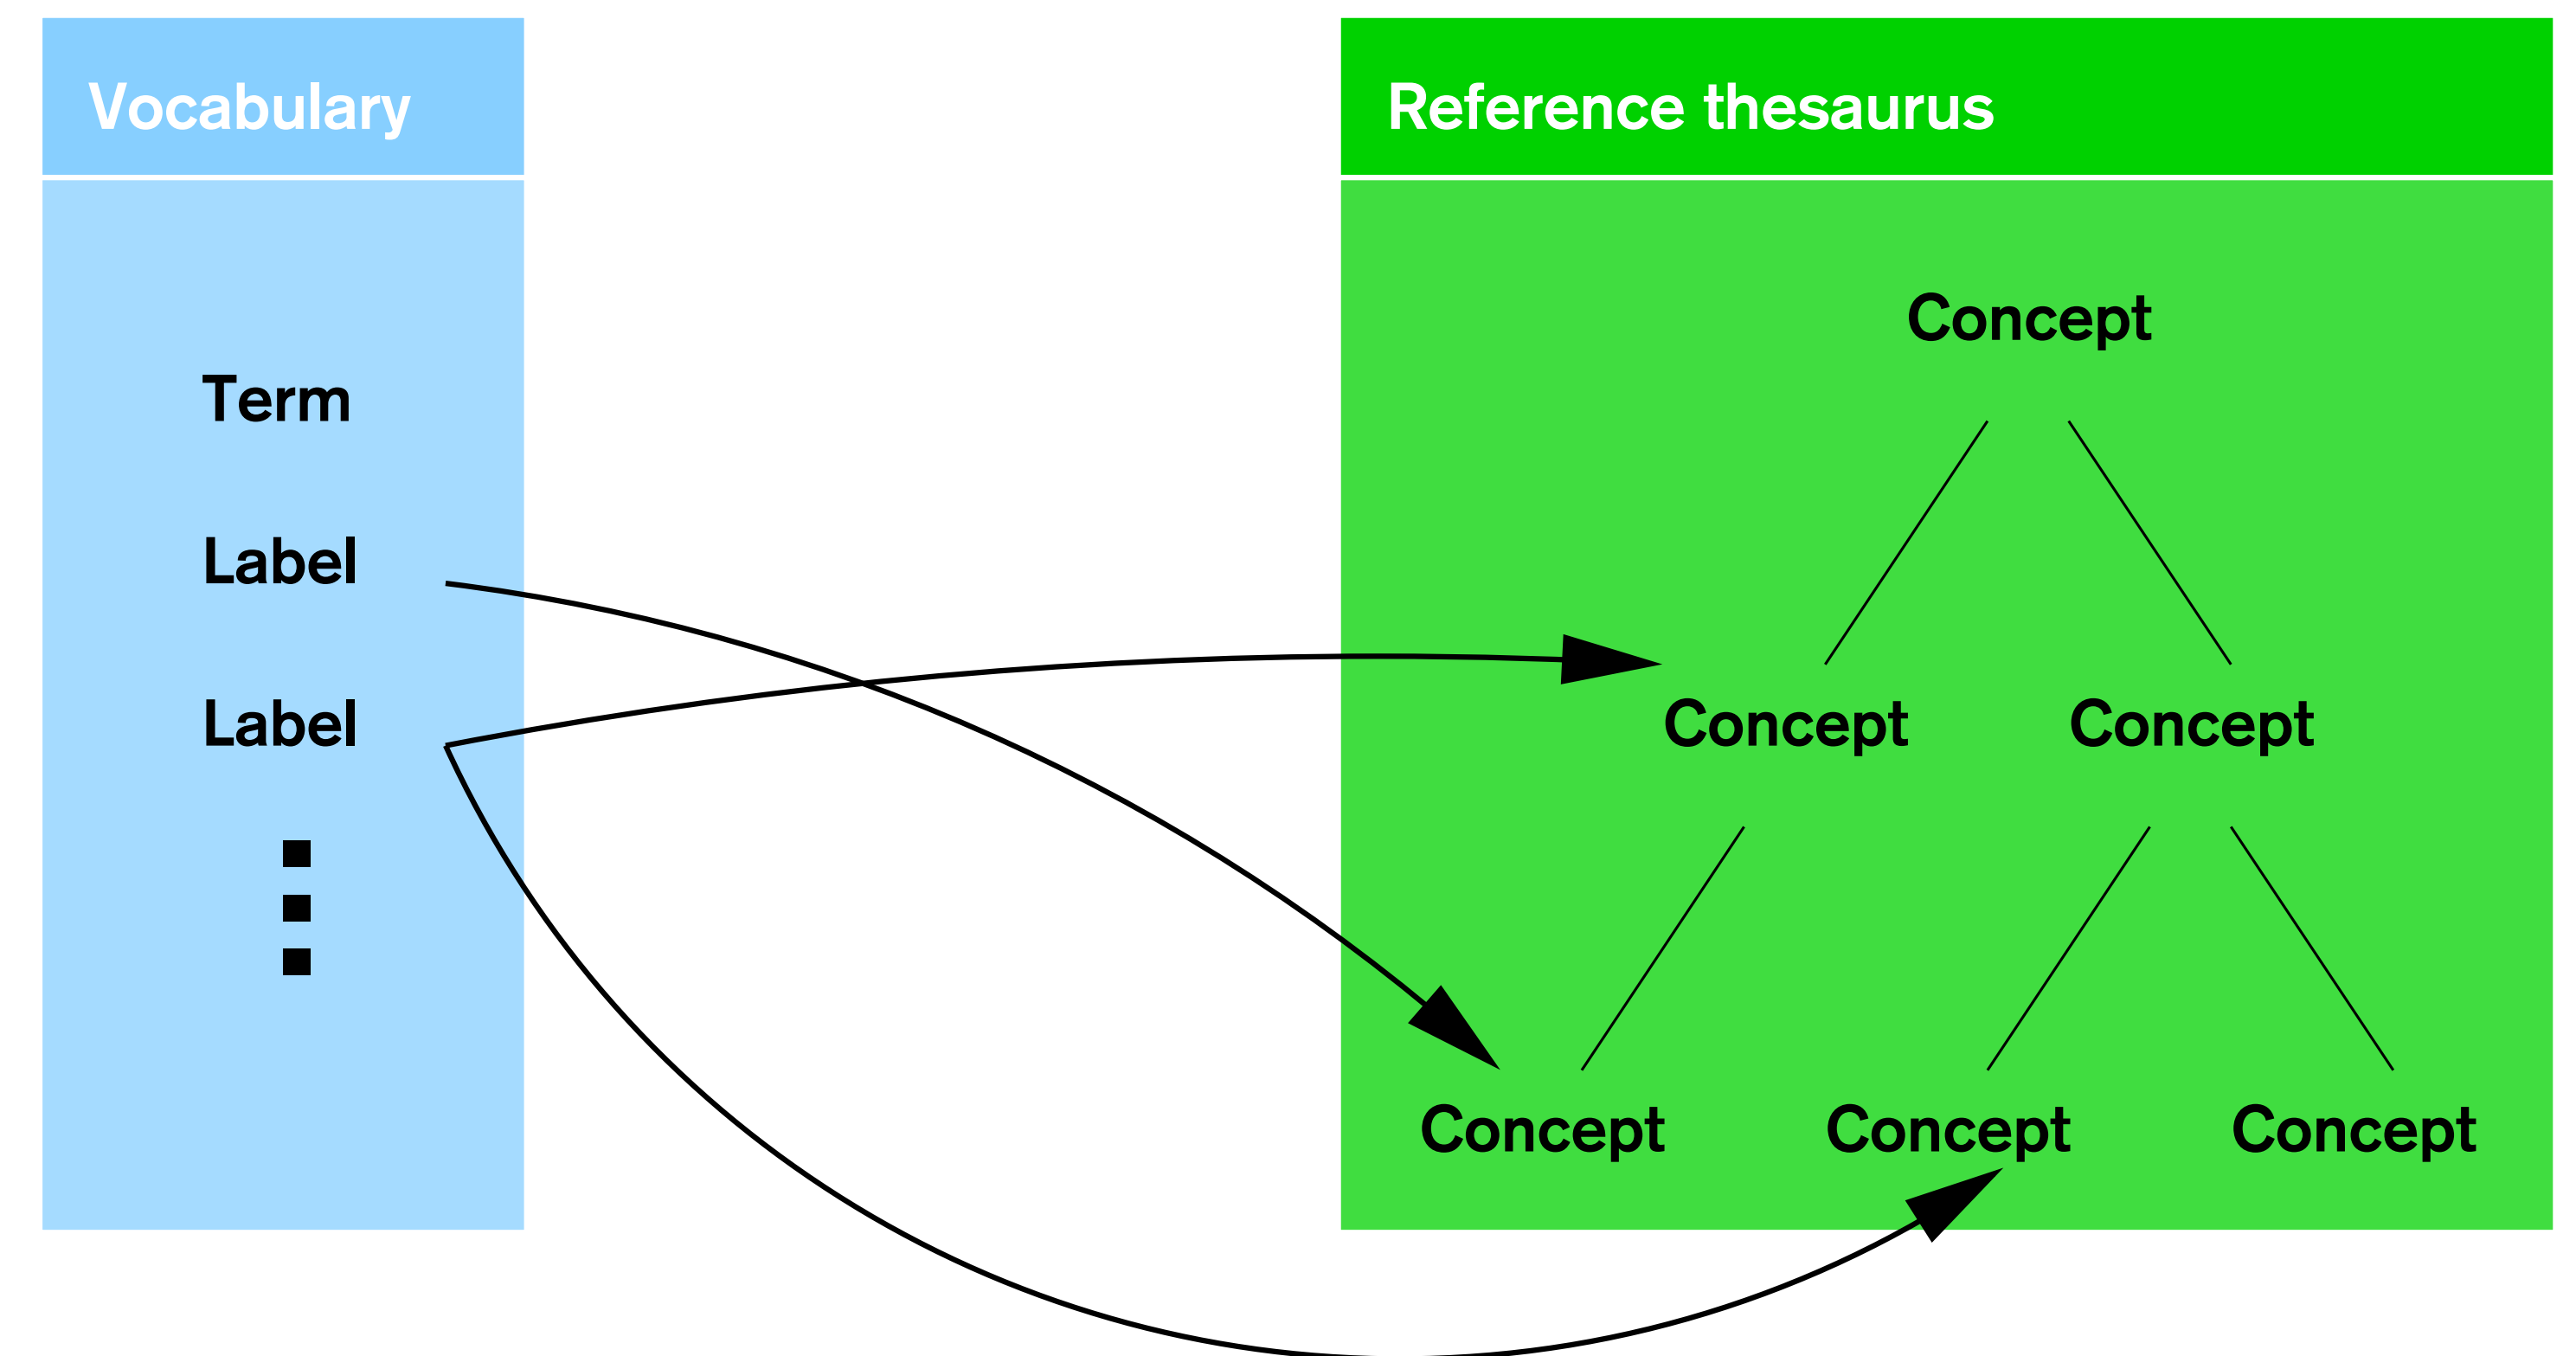 Vocabulary
Term
Label
Label
Reference thesaurus
Concept
Concept Concept
Concept Concept Concept